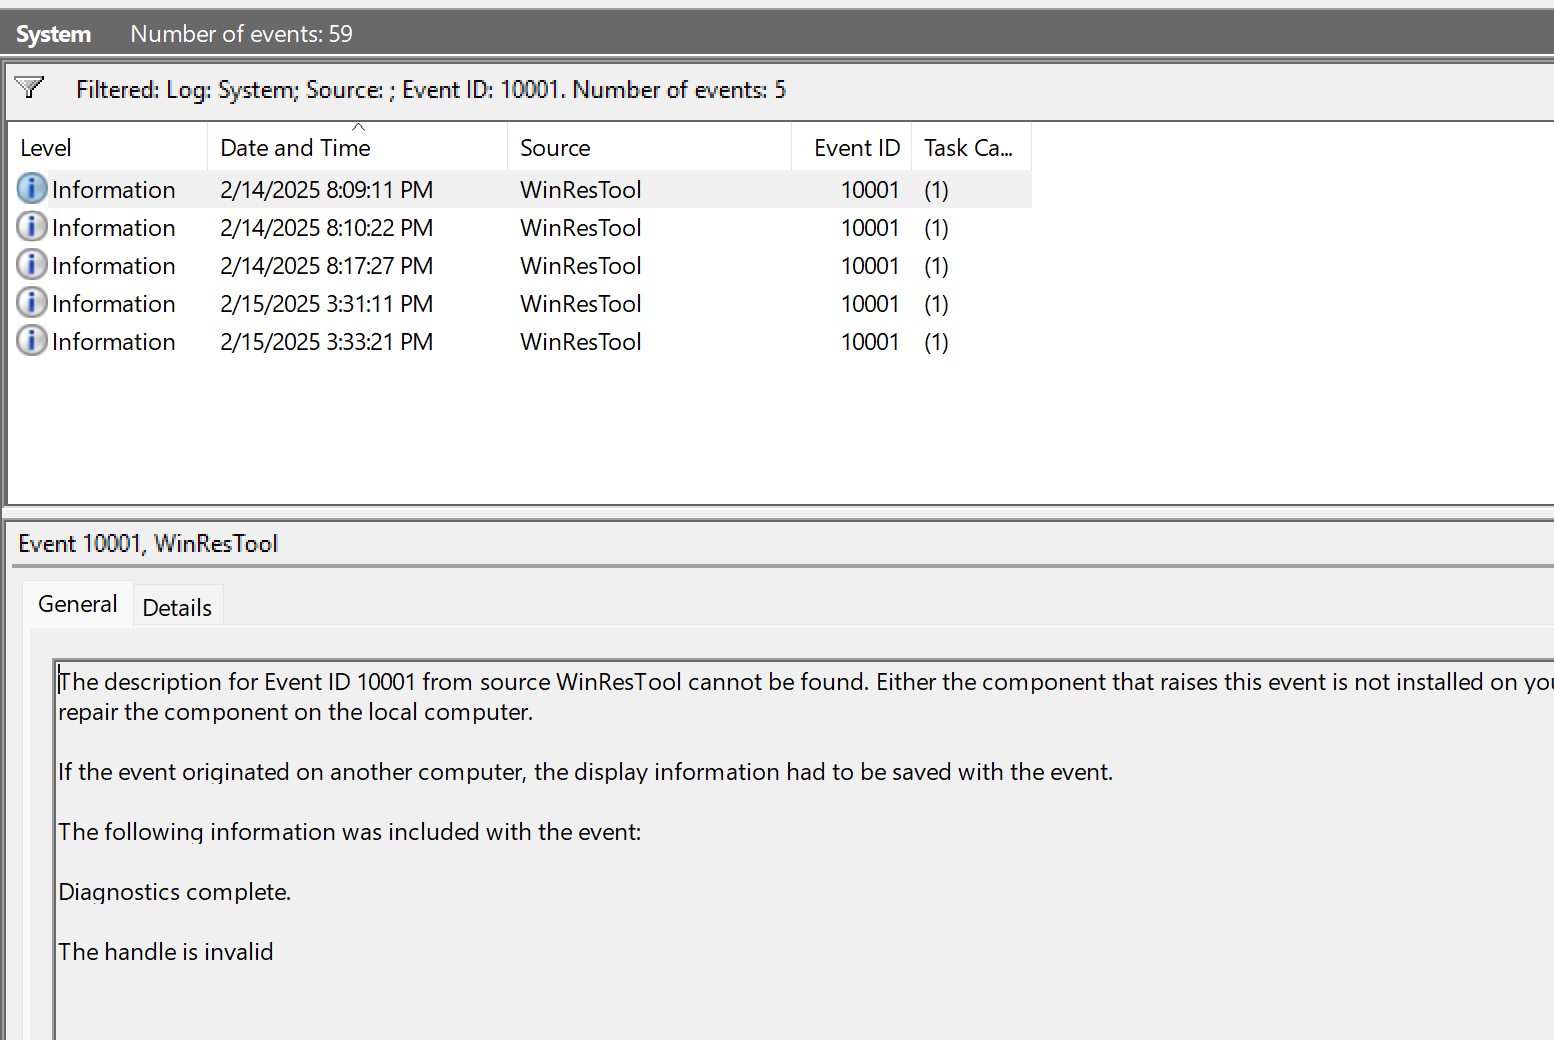 System Number of events: 59
Filtered: Log: System; Source: ; Event ID: 10001. Number of events: 5
Level Date and Time Source Event ID Task Ca...
Information 2/14/2025 8:09:11 PM WinResTool 10001 (1)
Information 2/14/2025 8:10:22 PM WinResTool 10001 (1)
Information 2/14/2025 8:17:27 PM WinResTool 10001 (1)
Information 2/15/2025 3:31:11 PM WinResTool 10001 (1)
Information 2/15/2025 3:33:21 PM WinResTool 10001 (1)
Event 10001, WinResTool
General Details
The description for Event ID 10001 from source WinResTool cannot be found. Either the component that raises this event is not installed on
repair the component on the local computer.
If the event originated on another computer, the display information had to be saved with the event.
The following information was included with the event:
Diagnostics complete.
The handle is invalid